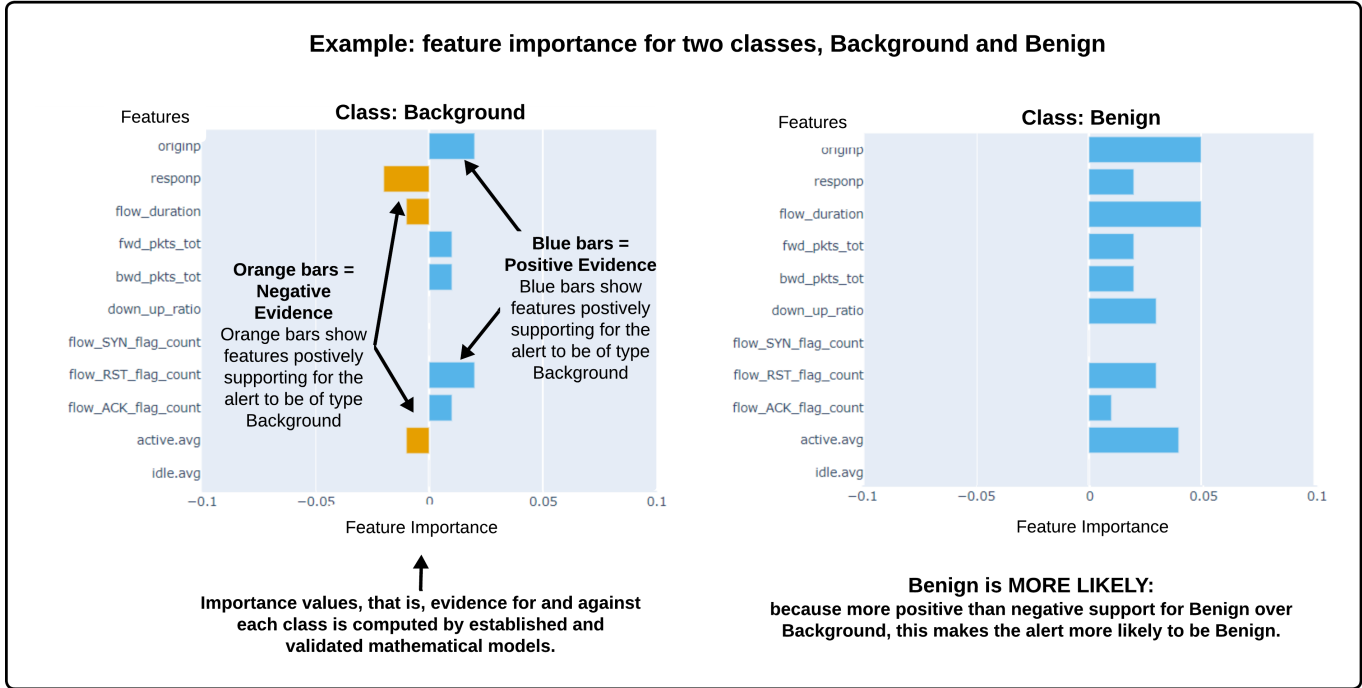 Example: feature importance for two classes, Background and Benign
Features
Class: Background
originp
responp
flow_duration
fwd_pkts_tot
bwd_pkts_tot
down_up_ratio
flow_SYN_flag_count
flow_RST_flag_count
flow_ACK_flag_count
active.avg
idle.avg
−0.1
−0.05
0
0.05
0.1
Feature Importance
Orange bars =
Negative
Evidence
Orange bars show
features postively
supporting for the
alert to be of type
Background
Blue bars =
Positive Evidence
Blue bars show
features postively
supporting for the
alert to be of type
Background
Importance values, that is, evidence for and against
each class is computed by established and
validated mathematical models.
Features
Class: Benign
originp
responp
flow_duration
fwd_pkts_tot
bwd_pkts_tot
down_up_ratio
flow_SYN_flag_count
flow_RST_flag_count
flow_ACK_flag_count
active.avg
idle.avg
−0.1
−0.05
0
0.05
0.1
Feature Importance
Benign is MORE LIKELY:
because more positive than negative support for Benign over
Background, this makes the alert more likely to be Benign.